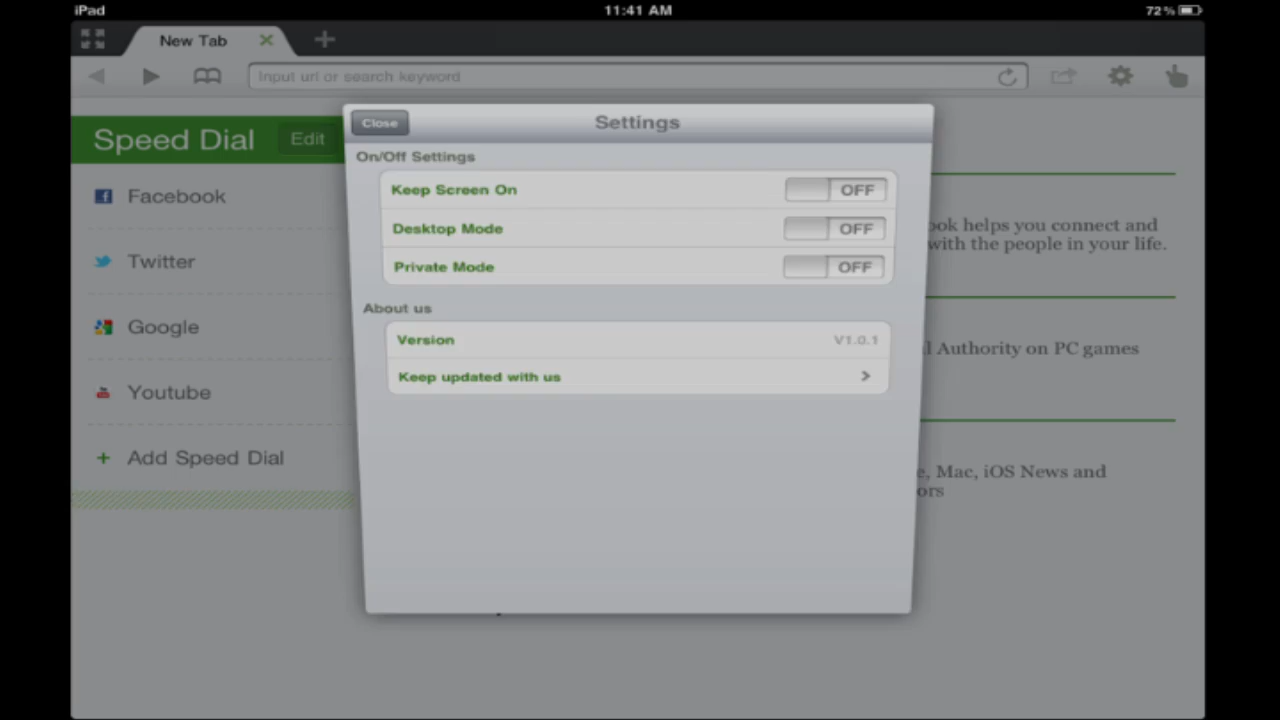 iPad
11:41 AM
72%
New Tab
Input url or search keyword
Speed Dial
Edit
Facebook
Twitter
Google
Youtube
Add Speed Dial
Close
Settings
On/Off Settings
Keep Screen On
OFF
Desktop Mode
OFF
Private Mode
OFF
About us
Version
V1.0.1
Keep updated with us
helps you connect and
with the people in your life.
Authority on PC games
Mac, iOS News and